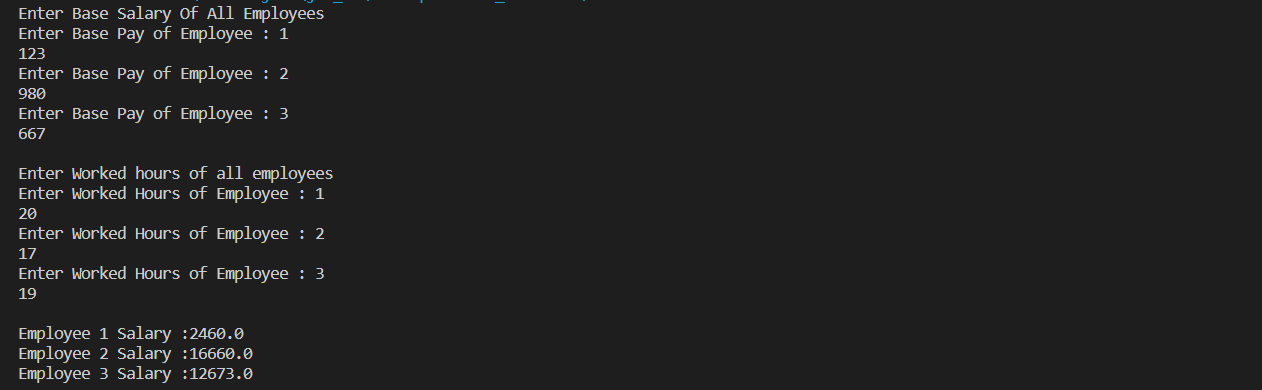 Enter Base Salary Of All Employees
Enter Base Pay of Employee : 1
123
Enter Base Pay of Employee : 2
980
Enter Base Pay of Employee : 3
667
Enter Worked hours of all employees
Enter Worked Hours of Employee : 1
20
Enter Worked Hours of Employee : 2
17
Enter Worked Hours of Employee : 3
19
Employee 1 Salary :2460.0
Employee 2 Salary :16660.0
Employee 3 Salary :12673.0